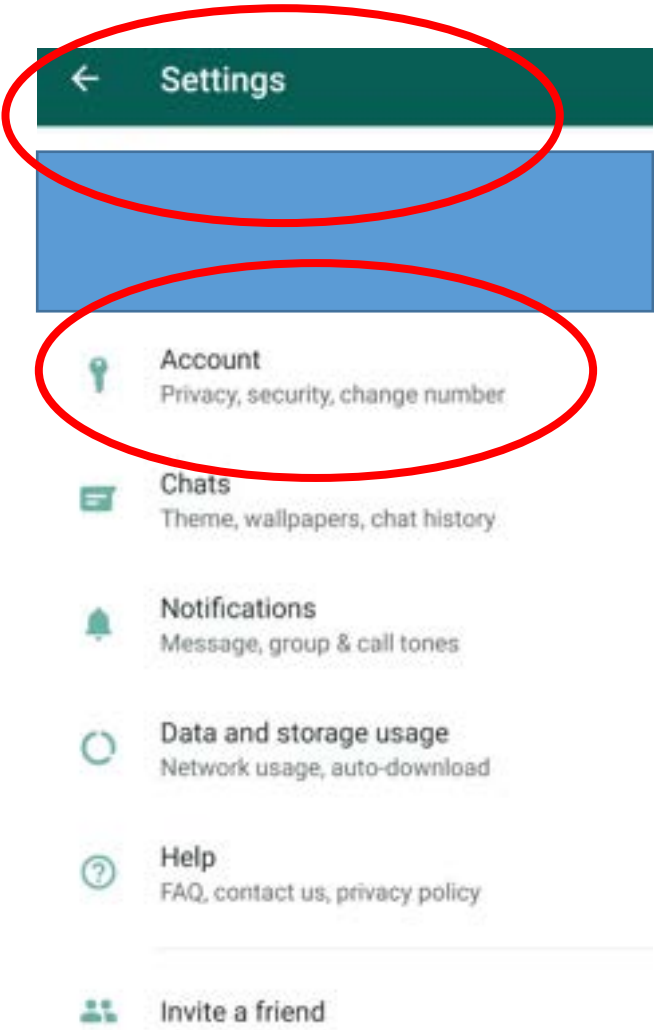 Settings
Account
Privacy, security, change number
Chats
Theme, wallpapers, chat history
Notifications
Message, group & call tones
Data and storage usage
Network usage, auto-download
Help
FAQ, contact us, privacy policy
Invite a friend